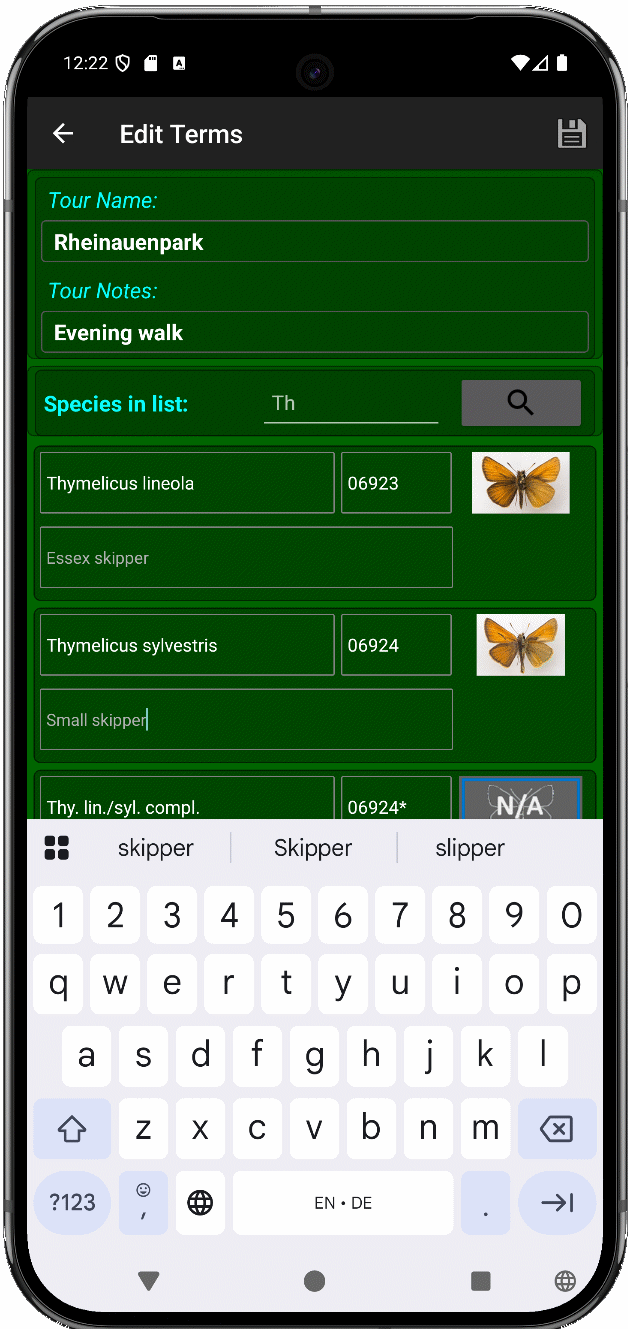 12:22 A
Edit Terms
Tour Name:
Rheinauenpark
Tour Notes:
Evening walk
Species in list: Th
Thymelicus lineola 06923
Essex skipper
Thymelicus sylvestris 06924
Small skipper
Thy. lin./syl. compl. 06924* N/A
skipper Skipper slipper
1 2 3 4 5 6 7 8 9 0
q w e r t y u i o p
a s d f g h j k l
z x c v b n m
?123 , EN • DE .